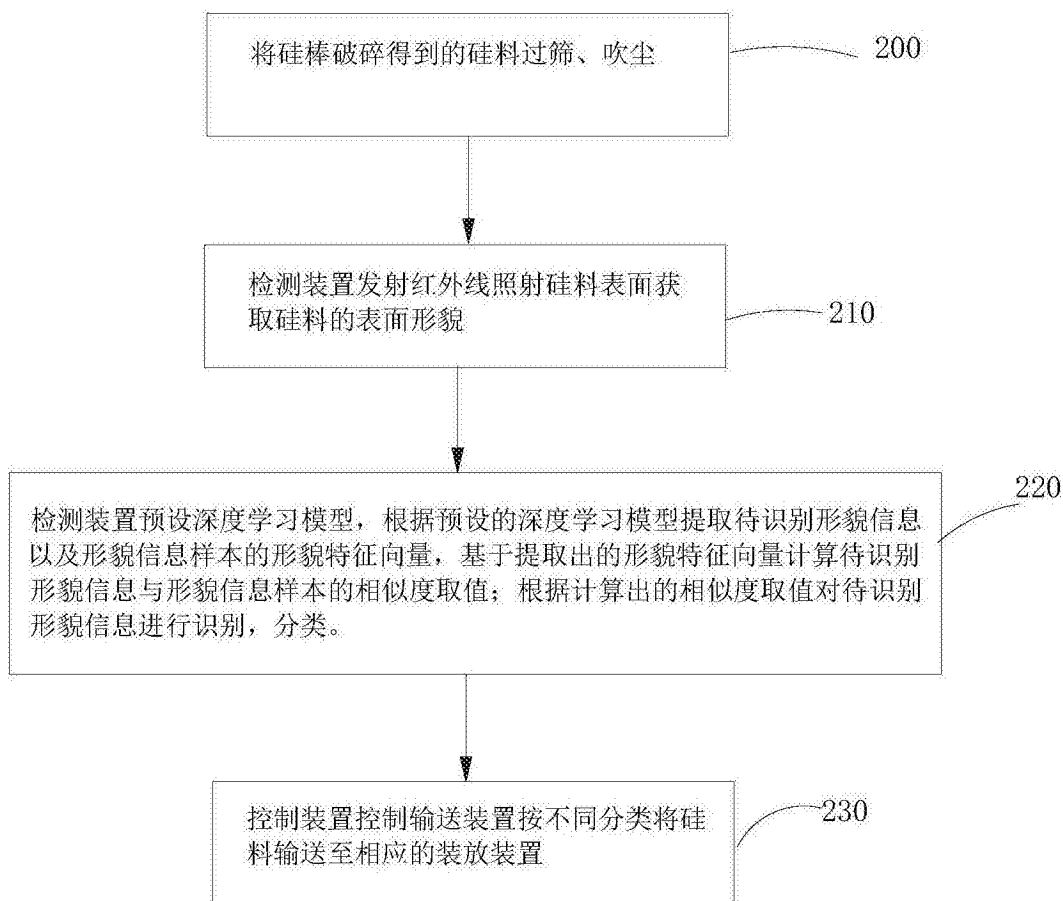 将硅棒破碎得到的硅料过筛、吹尘
200
检测装置发射红外线照射硅料表面获
取硅料的表面形貌
210
220
检测装置预设深度学习模型，根据预设的深度学习模型提取待识别形貌信息
以及形貌信息样本的形貌特征向量，基于提取出的形貌特征向量计算待识别
形貌信息与形貌信息样本的相似度取值；根据计算出的相似度取值对待识别
形貌信息进行识别，分类。
控制装置控制输送装置按不同分类将硅
料输送至相应的装放装置
230